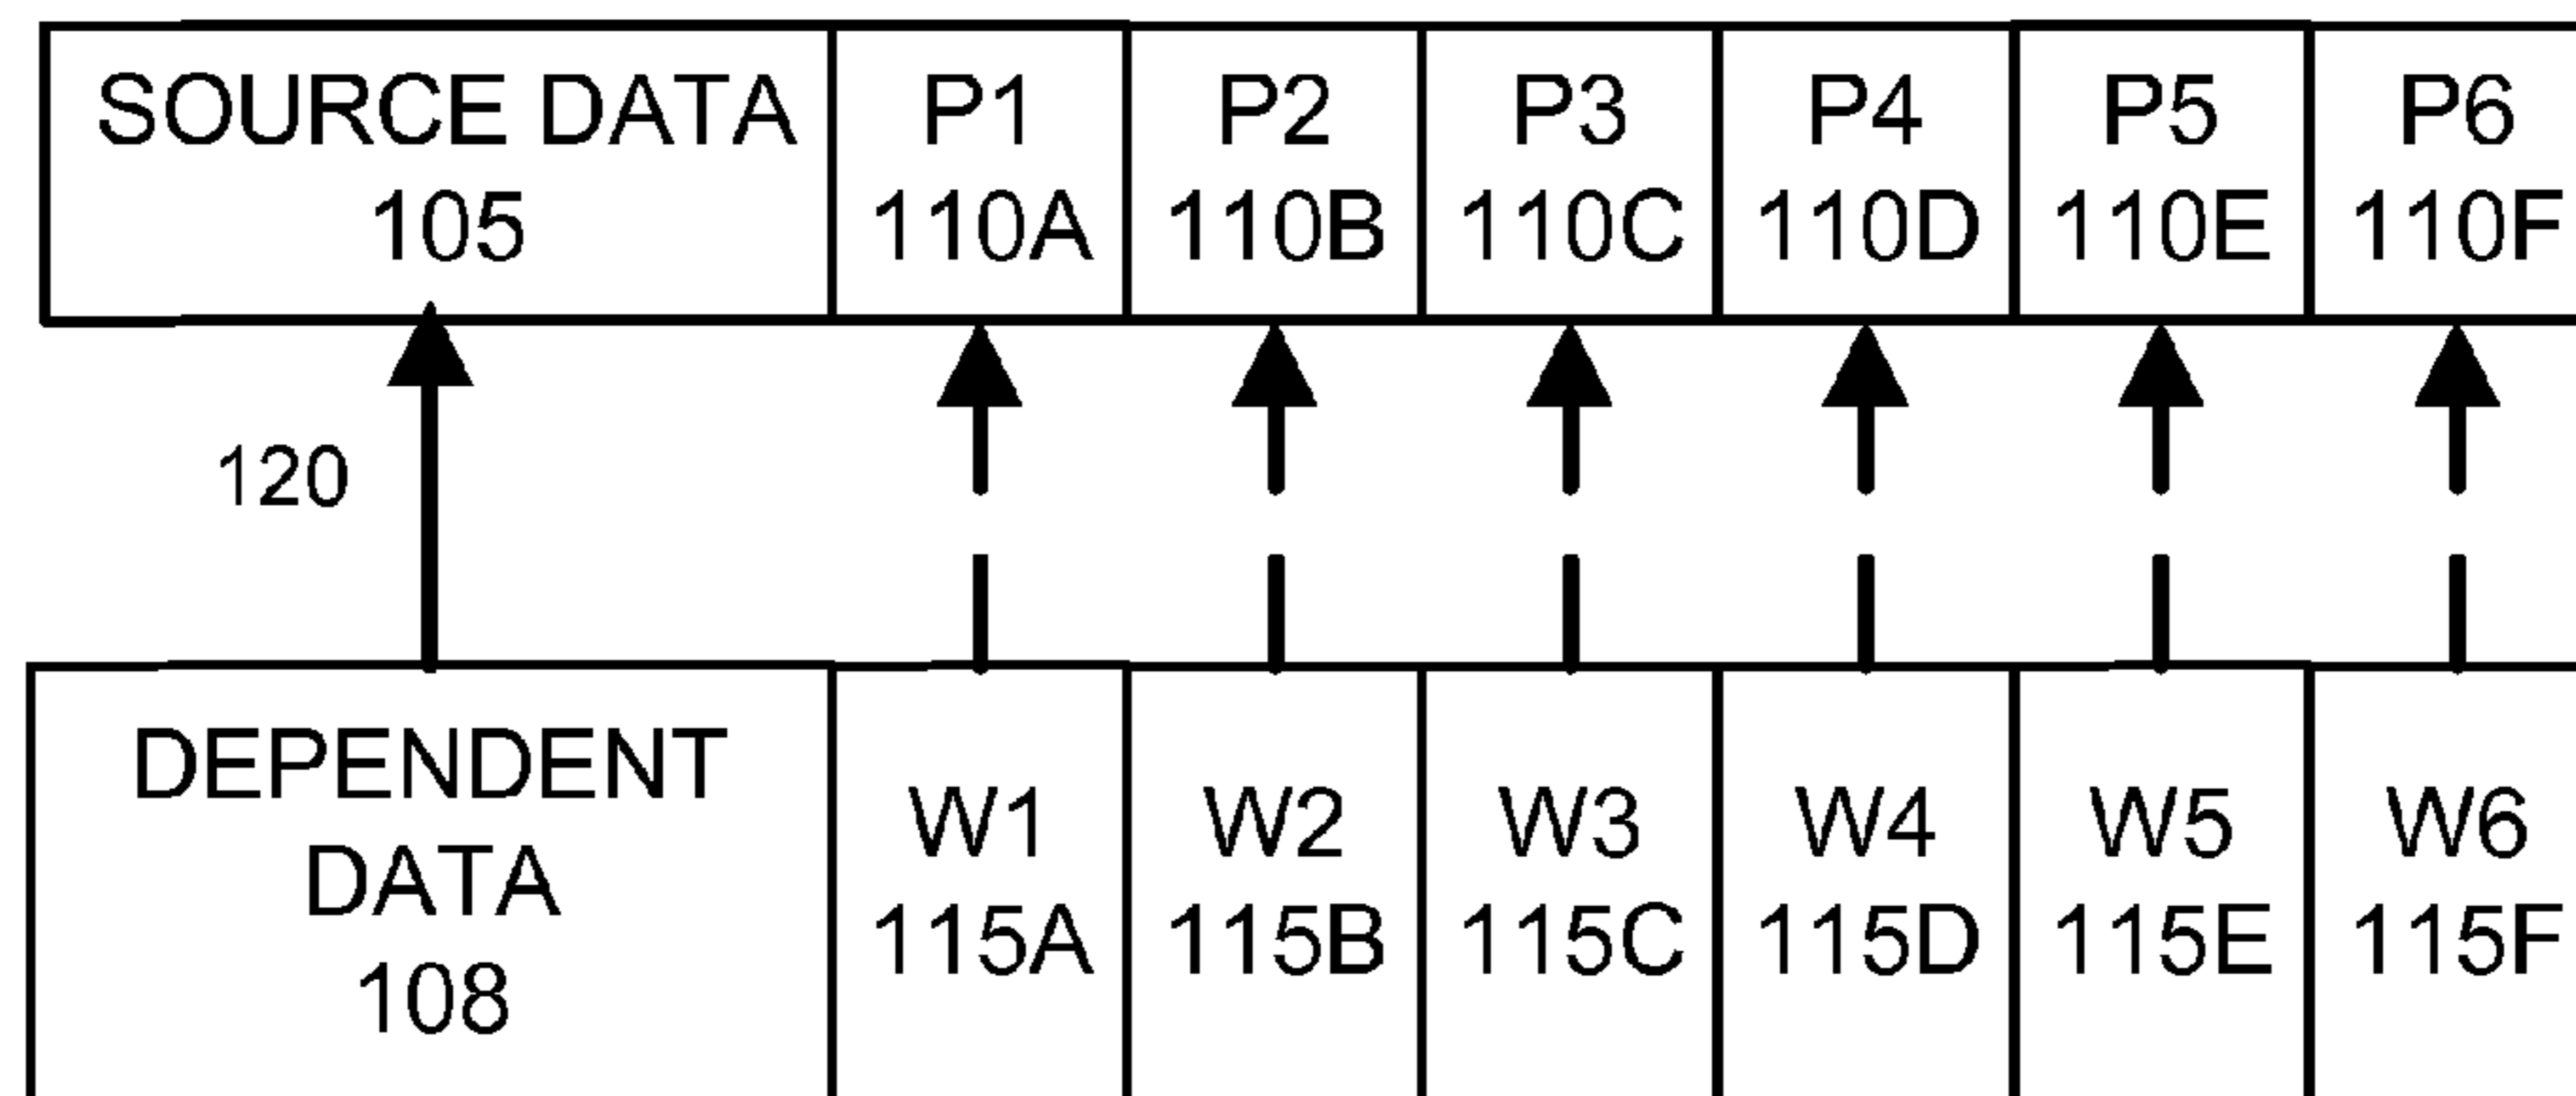 SOURCE DATA
105
P1
110A
P2
110B
P3
110C
P4
110D
P5
110E
P6
110F
120
DEPENDENT
DATA
108
W1
115A
W2
115B
W3
115C
W4
115D
W5
115E
W6
115F